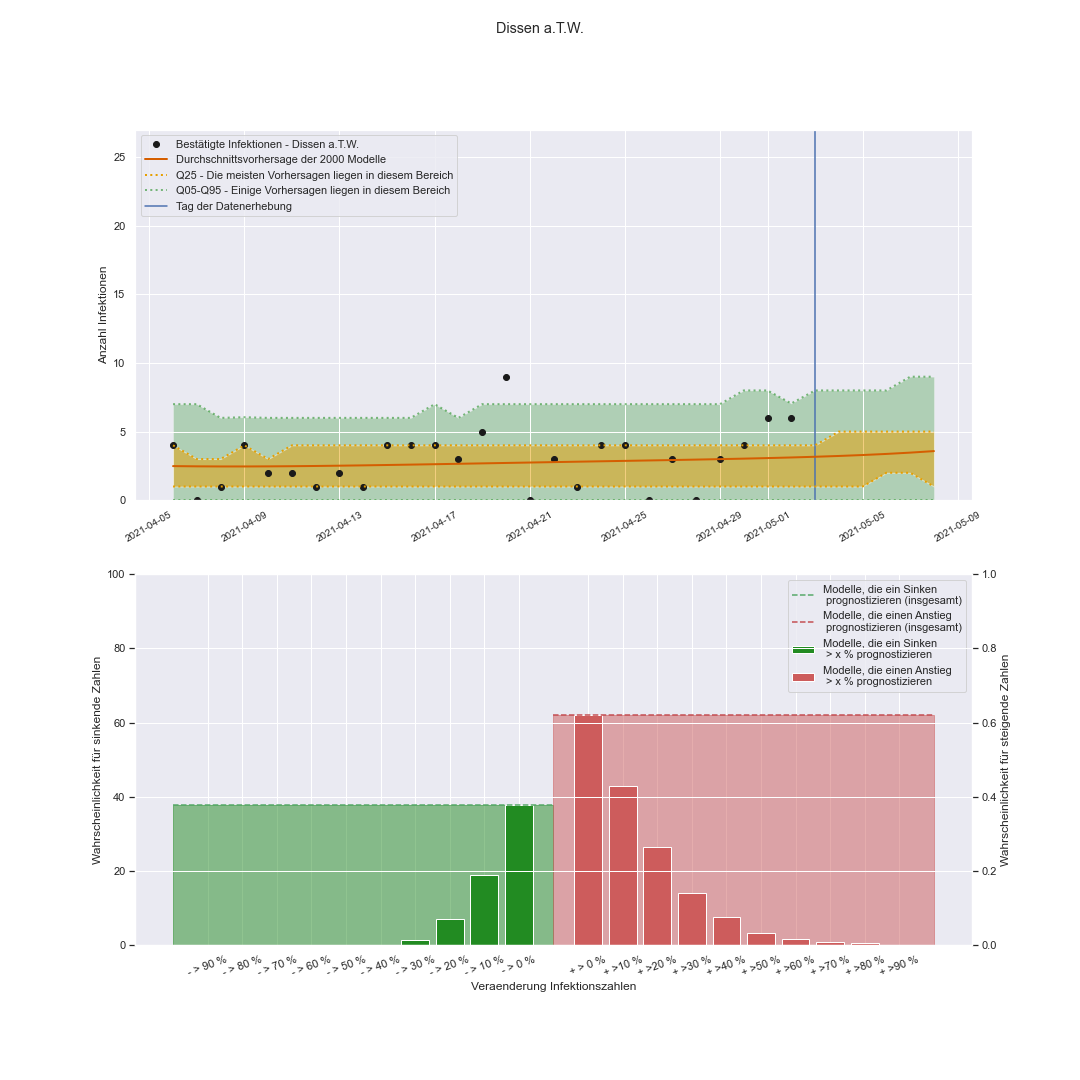 Dissen a.T.W.
Bestätigte Infektionen - Dissen a.T.W.
Durchschnittsvorhersage der 2000 Modelle
Q25 - Die meisten Vorhersagen liegen in diesem Bereich
Q05-Q95 - Einige Vorhersagen liegen in diesem Bereich
Tag der Datenerhebung
Anzahl Infektionen
25
20
15
10
5
0
2021-04-05
2021-04-09
2021-04-13
2021-04-17
2021-04-21
2021-04-25
2021-04-29
2021-05-01
2021-05-05
2021-05-09
Modelle, die ein Sinken
prognostizieren (insgesamt)
Modelle, die einen Anstieg
prognostizieren (insgesamt)
Modelle, die ein Sinken
> x % prognostizieren
Modelle, die einen Anstieg
> x % prognostizieren
Wahrscheinlichkeit für sinkende Zahlen
100
80
60
40
20
0
Wahrscheinlichkeit für steigende Zahlen
1.0
0.8
0.6
0.4
0.2
0.0
- > 90 %
- > 80 %
- > 70 %
- > 60 %
- > 50 %
- > 40 %
- > 30 %
- > 20 %
- > 10 %
- > 0 %
+ > 0 %
+ >10 %
+ >20 %
+ >30 %
+ >40 %
+ >50 %
+ >60 %
+ >70 %
+ >80 %
+ >90 %
Veraenderung Infektionszahlen